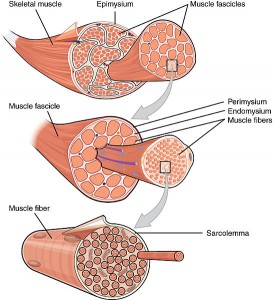 Skeletal muscle
Epimysium
Muscle fascicles
Muscle fascicle
Perimysium
Endomysium
Muscle fibers
Muscle fiber
Sarcolemma